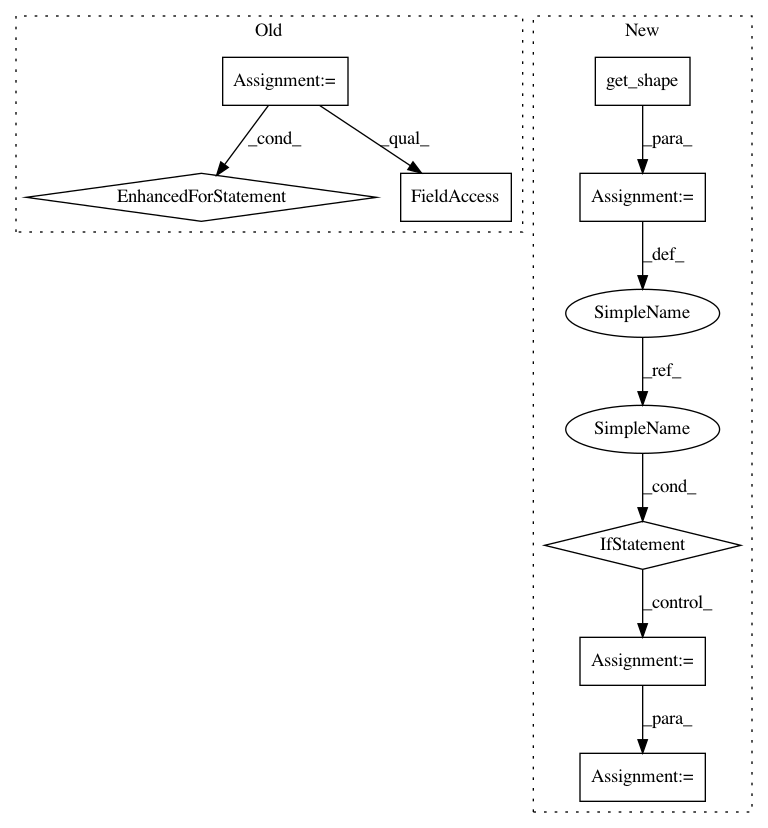 Old
Assignment:=
_cond_
_qual_
EnhancedForStatement
FieldAccess
New
get_shape
_para_
Assignment:=
_def_
SimpleName
_ref_
SimpleName
_cond_
IfStatement
_control_
Assignment:=
_para_
Assignment:=